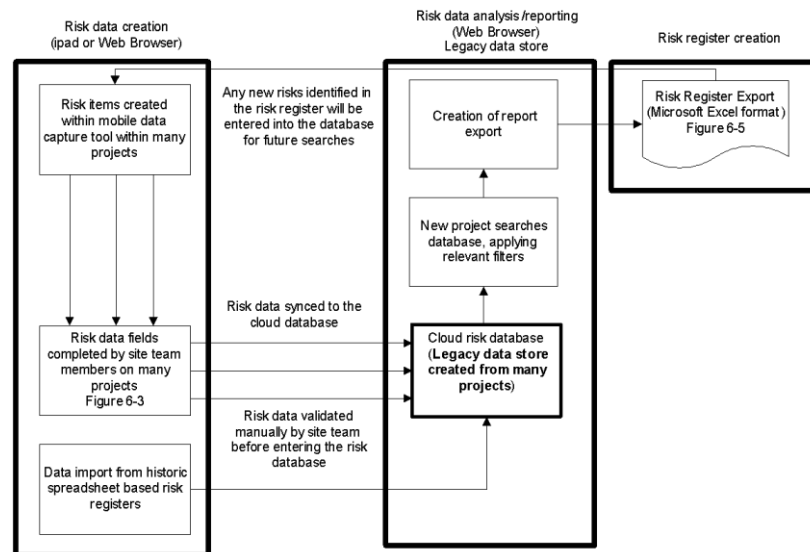 Risk data creation
(ipad or Web Browser)
Risk data analysis/reporting
(Web Browser)
Legacy data store
Risk register creation
Risk items created
within mobile data
capture tool within many
projects
Any new risks identified in
the risk register will be
entered into the database
for future searches
Creation of report
export
Risk Register Export
(Microsoft Excel format)
Figure 6-5
New project searches
database, applying
relevant filters
Risk data synced to the
cloud database
Risk data fields
completed by site team
members on many
projects
Figure 6-3
Cloud risk database
(Legacy data store
created from many
projects)
Risk data validated
manually by site team
before entering the risk
database
Data import from historic
spreadsheet based risk
registers